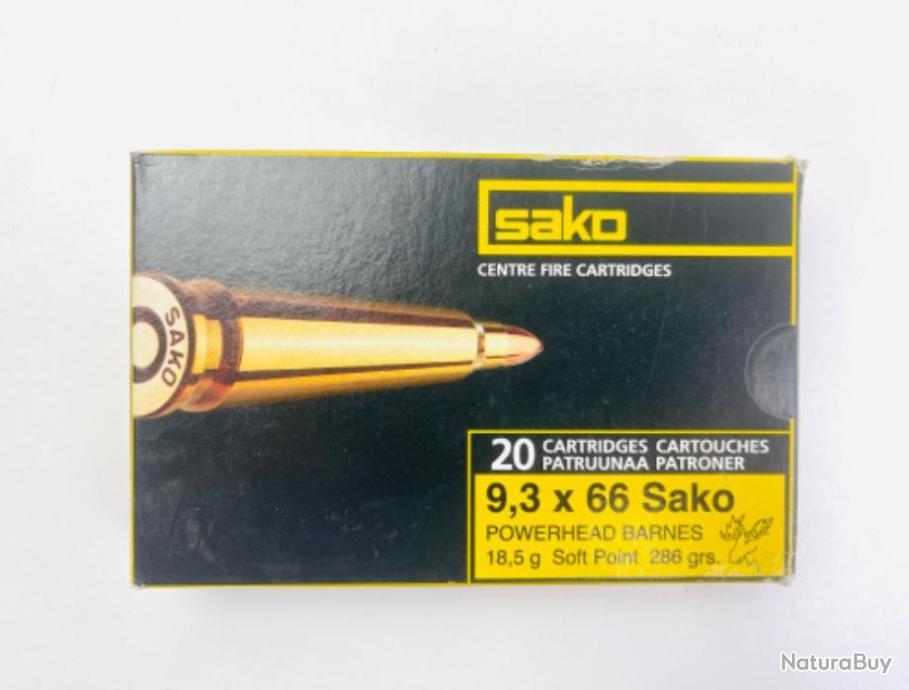 sako
CENTRE FIRE CARTRIDGES
SAKO
20 CARTRIDGES CARTOUCHES
PATRUUNAA PATRONER
9,3 x 66 Sako
POWERHEAD BARNES
18,5 g Soft Point 286 grs.
NaturaBuy